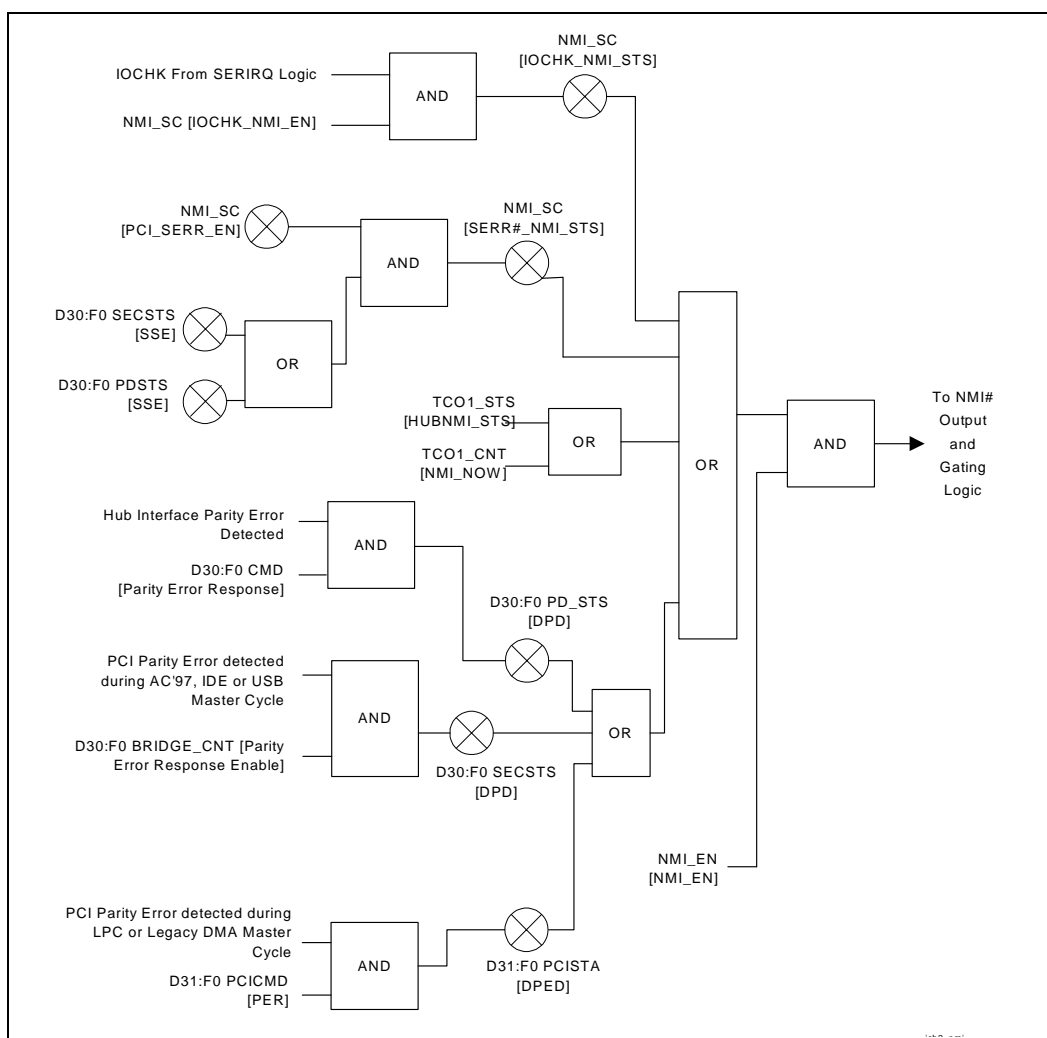 IOCHK From SERIRQ Logic
NMI_SC [IOCHK_NMI_EN]
AND
NMI_SC
[IOCHK_NMI_STS]
NMI_SC
[PCI_SERR_EN]
AND
NMI_SC
[SERR#_NMI_STS]
D30:F0 SECSTS
[SSE]
D30:F0 PDSTS
[SSE]
OR
TCO1_STS
[HUBNMI_STS]
TCO1_CNT
[NMI_NOW]
OR
OR
AND
To NMI#
Output
and
Gating
Logic
Hub Interface Parity Error
Detected
D30:F0 CMD
[Parity Error Response]
AND
D30:F0 PD_STS
[DPD]
PCI Parity Error detected
during AC'97, IDE or USB
Master Cycle
D30:F0 BRIDGE_CNT [Parity
Error Response Enable]
AND
D30:F0 SECSTS
[DPD]
OR
NMI_EN
[NMI_EN]
PCI Parity Error detected during
LPC or Legacy DMA Master
Cycle
D31:F0 PCICMD
[PER]
AND
D31:F0 PCISTA
[DPED]